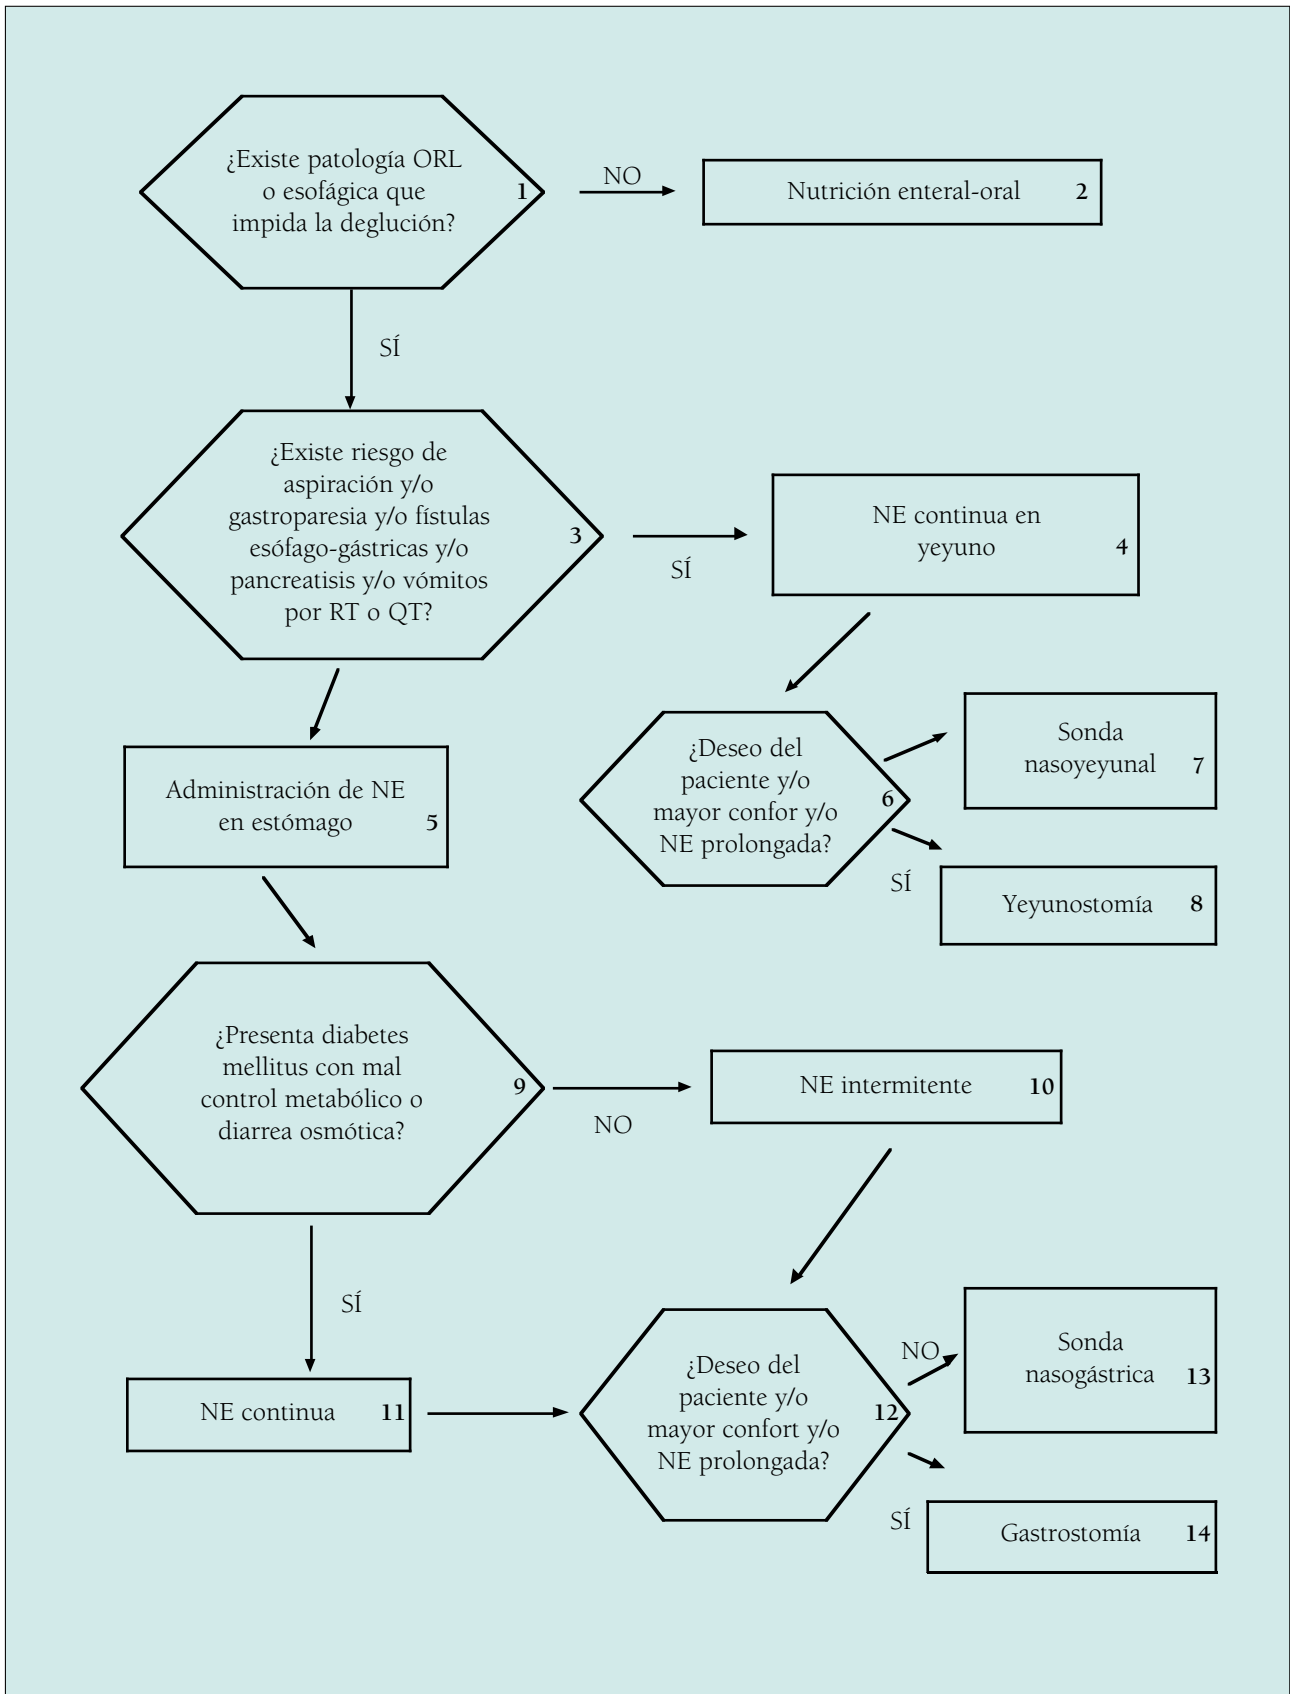 ¿Existe patología ORL
o esofágica que
impida la deglución?
1
NO
Nutrición enteral-oral
2
SÍ
¿Existe riesgo de
aspiración y/o
gastroparesia y/o fístulas
esófago-gástricas y/o
pancreatisis y/o vómitos
por RT o QT?
3
SÍ
NE continua en
yeyuno
4
Administración de NE
en estómago
5
¿Deseo del
paciente y/o
mayor confor y/o
NE prolongada?
6
Sonda
nasoyeyunal
7
SÍ
Yeyunostomía
8
¿Presenta diabetes
mellitus con mal
control metabólico o
diarrea osmótica?
9
NO
NE intermitente
10
SÍ
NE continua
11
¿Deseo del
paciente y/o
mayor confort y/o
NE prolongada?
12
NO
Sonda
nasogástrica
13
SÍ
Gastrostomía
14